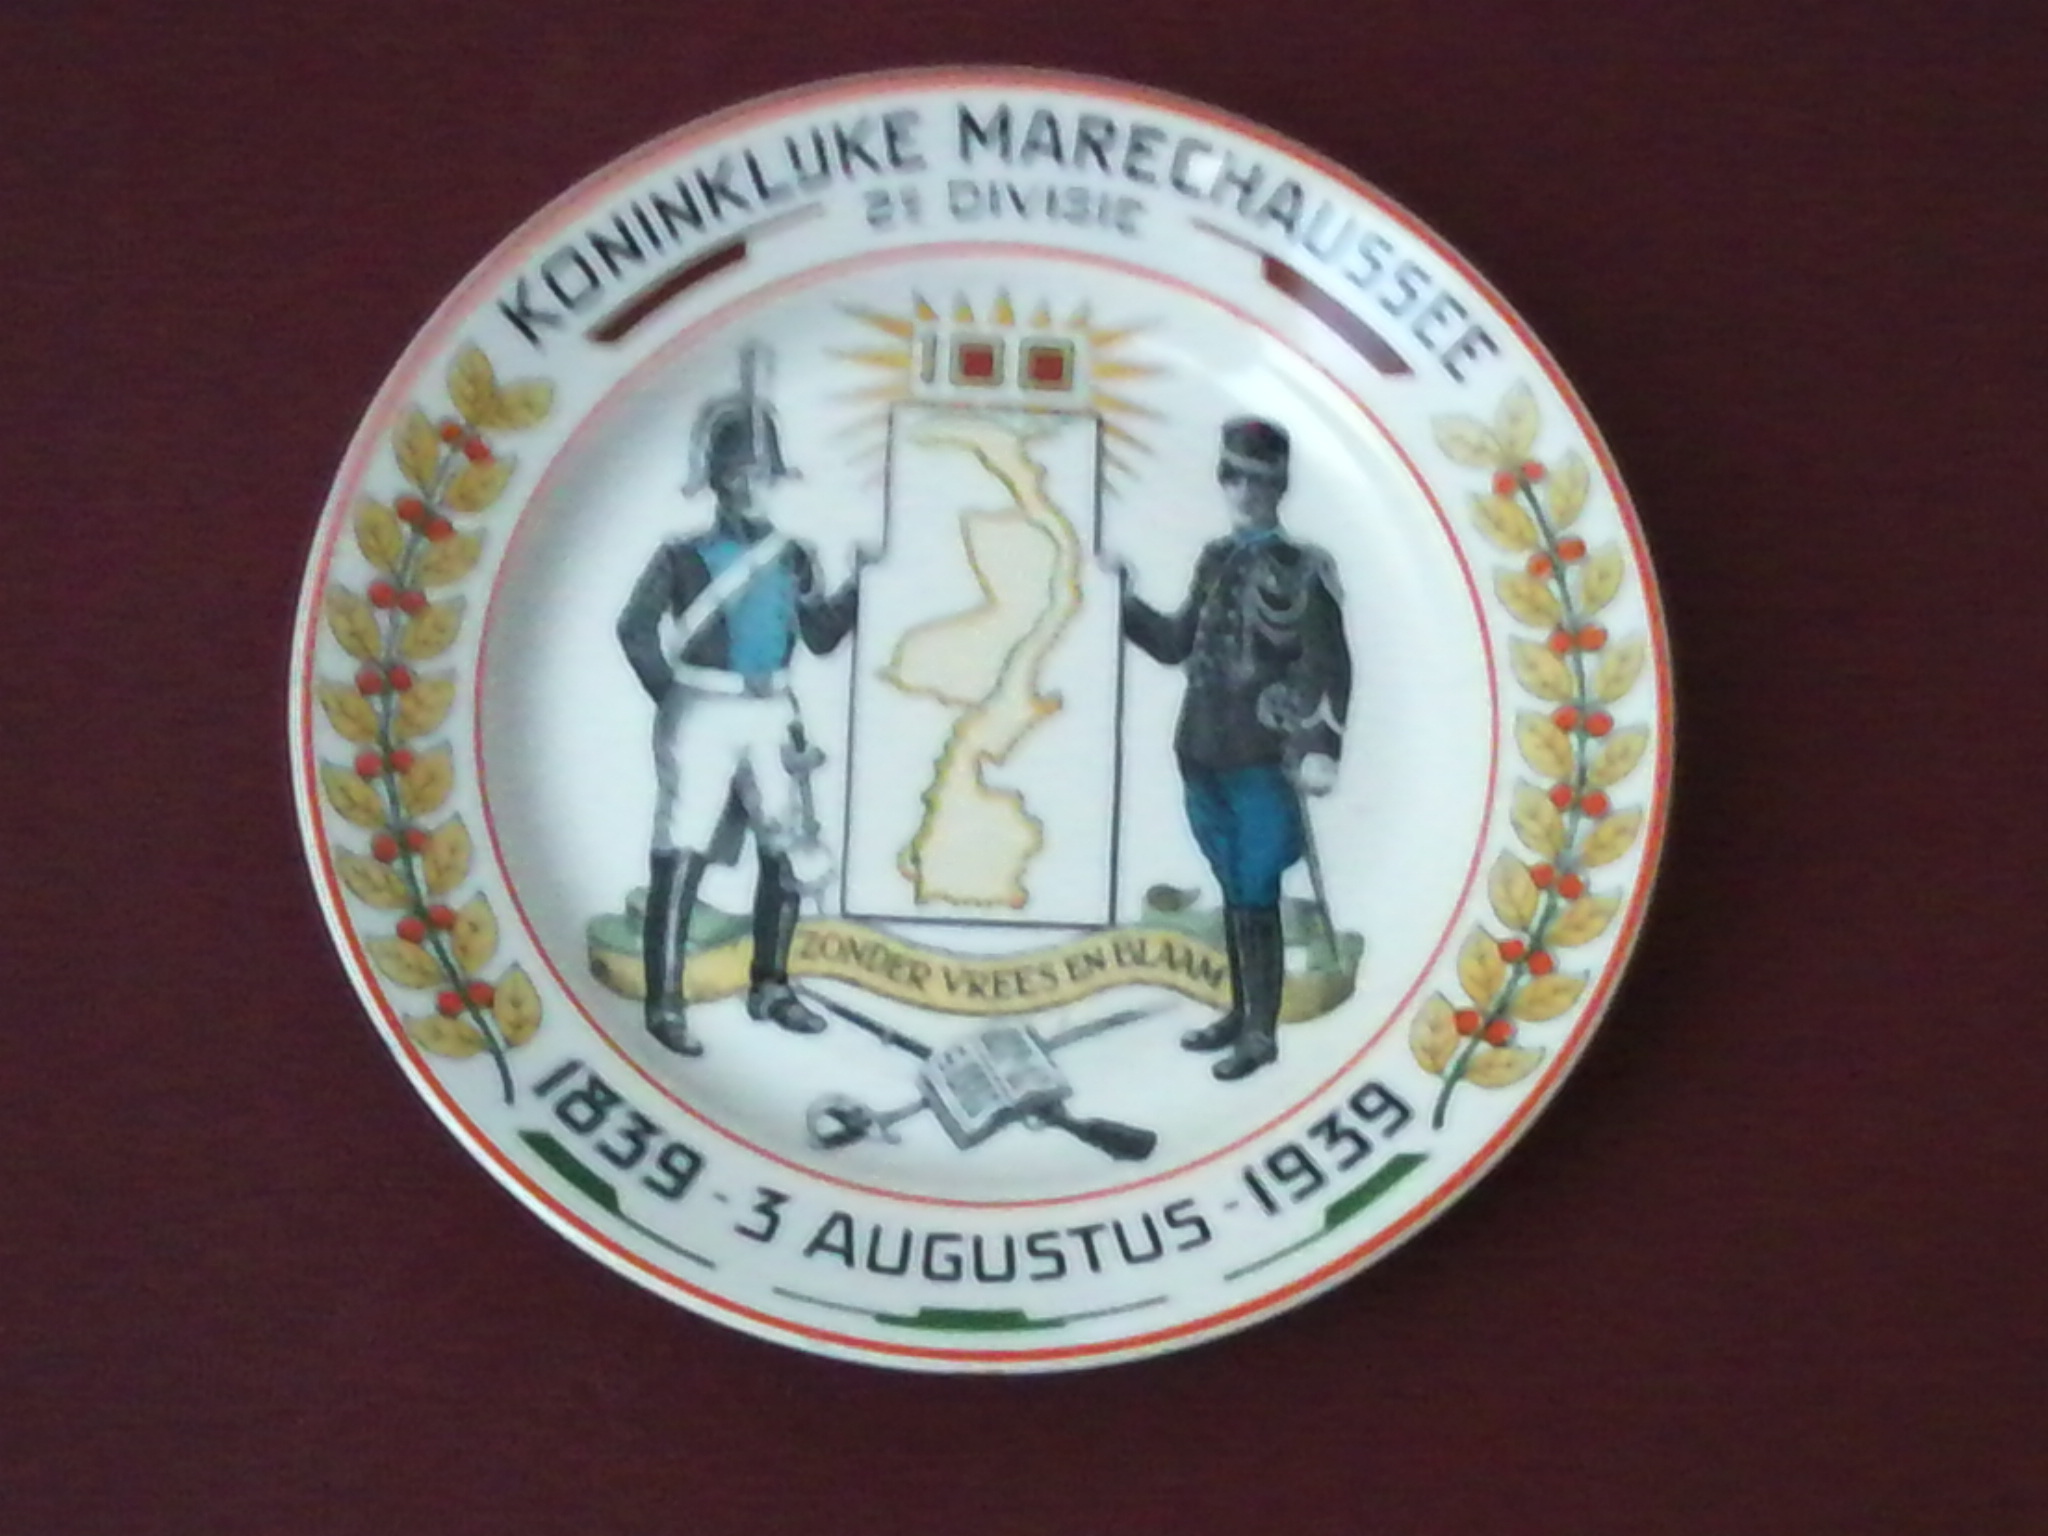 KONINKLIJKE MARECHAUSSEE
2E DIVISIE
100
ZONDER VREES EN BLAAM
1839 - 3 AUGUSTUS - 1939